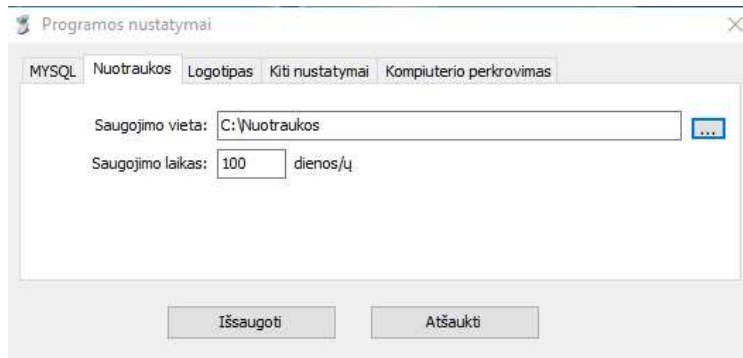 Programos nustatymai
MYSQL Nuotraukos Logotipas Kiti nustatymai Kompiuterio perkrovimas
Saugojimo vieta: C:\Nuotraukos ...
Saugojimo laikas: 100 dienos/ų
Išsaugoti Atšaukti